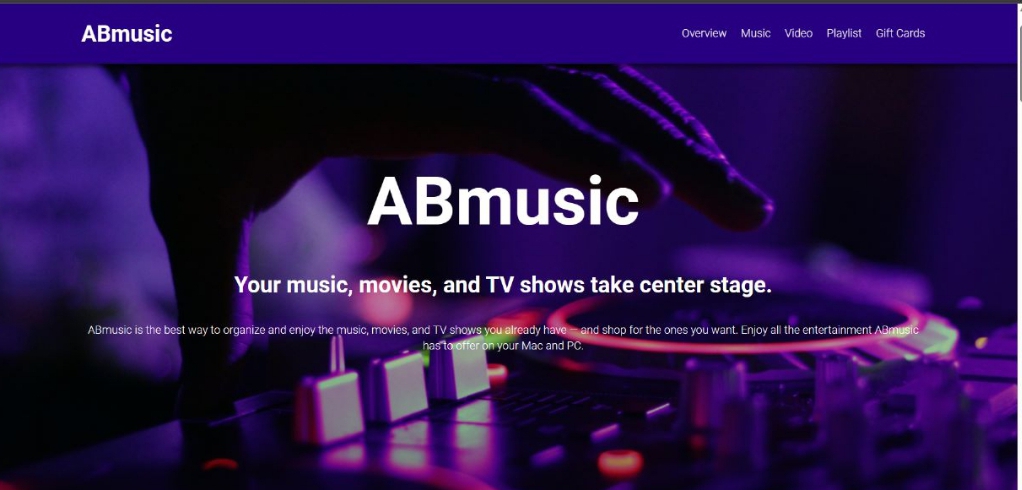 ABmusic
Overview Music Video Playlist Gift Cards
ABmusic
Your music, movies, and TV shows take center stage.
ABmusic is the best way to organize and enjoy the music, movies, and TV shows you already have — and shop for the ones you want. Enjoy all the entertainment ABmusic
has to offer on your Mac and PC.